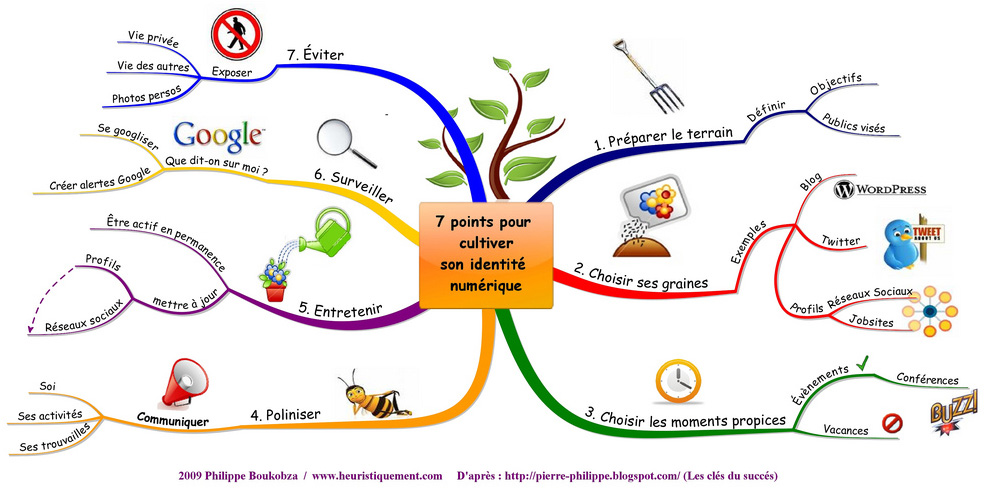 7 points pour
cultiver
son identité
numérique
1. Préparer le terrain
Définir
Objectifs
Publics visés
2. Choisir ses graines
Exemples
Blog
WORDPRESS
Twitter
TWEET
ABOUT US
Profils
Réseaux Sociaux
Jobsites
3. Choisir les moments propices
Évènements
Conférences
Vacances
BUZZ!
4. Poliniser
Communiquer
Soi
Ses activités
Ses trouvailles
5. Entretenir
Être actif en permanence
mettre à jour
Profils
Réseaux sociaux
6. Surveiller
Que dit-on sur moi ?
Google™
Se googliser
Créer alertes Google
7. Éviter
Exposer
Vie privée
Vie des autres
Photos persos
2009 Philippe Boukobza / www.heuristiquement.com D'après : http://pierre-philippe.blogspot.com/ (Les clés du succés)